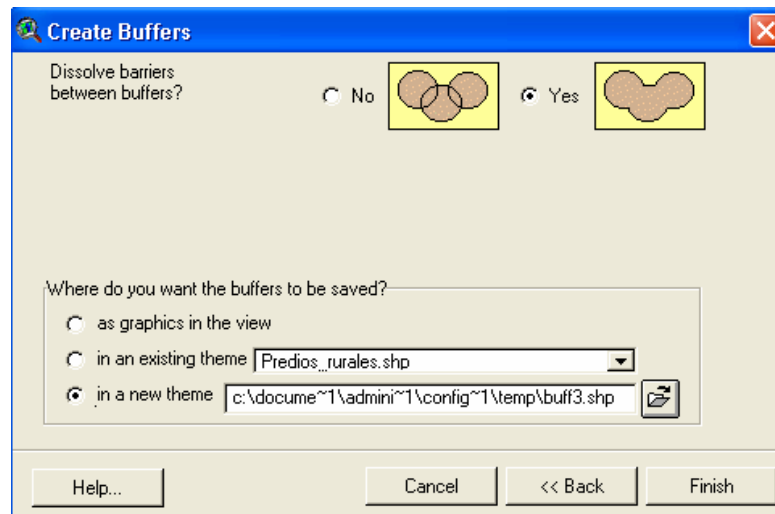 Create Buffers
Dissolve barriers
between buffers?
No
Yes
Where do you want the buffers to be saved?
as graphics in the view
in an existing theme Predios_rurales.shp
in a new theme c:\docume~1\admini~1\config~1\temp\buff3.shp
Help... Cancel << Back Finish